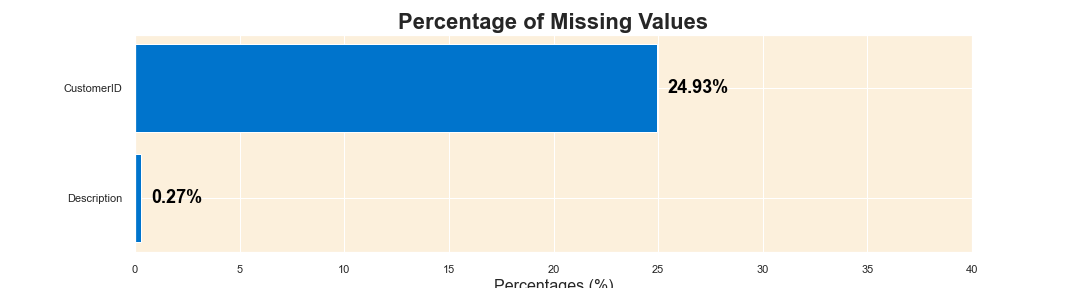 Percentage of Missing Values
CustomerID
24.93%
Description
0.27%
0 5 10 15 20 25 30 35 40
Percentages (%)